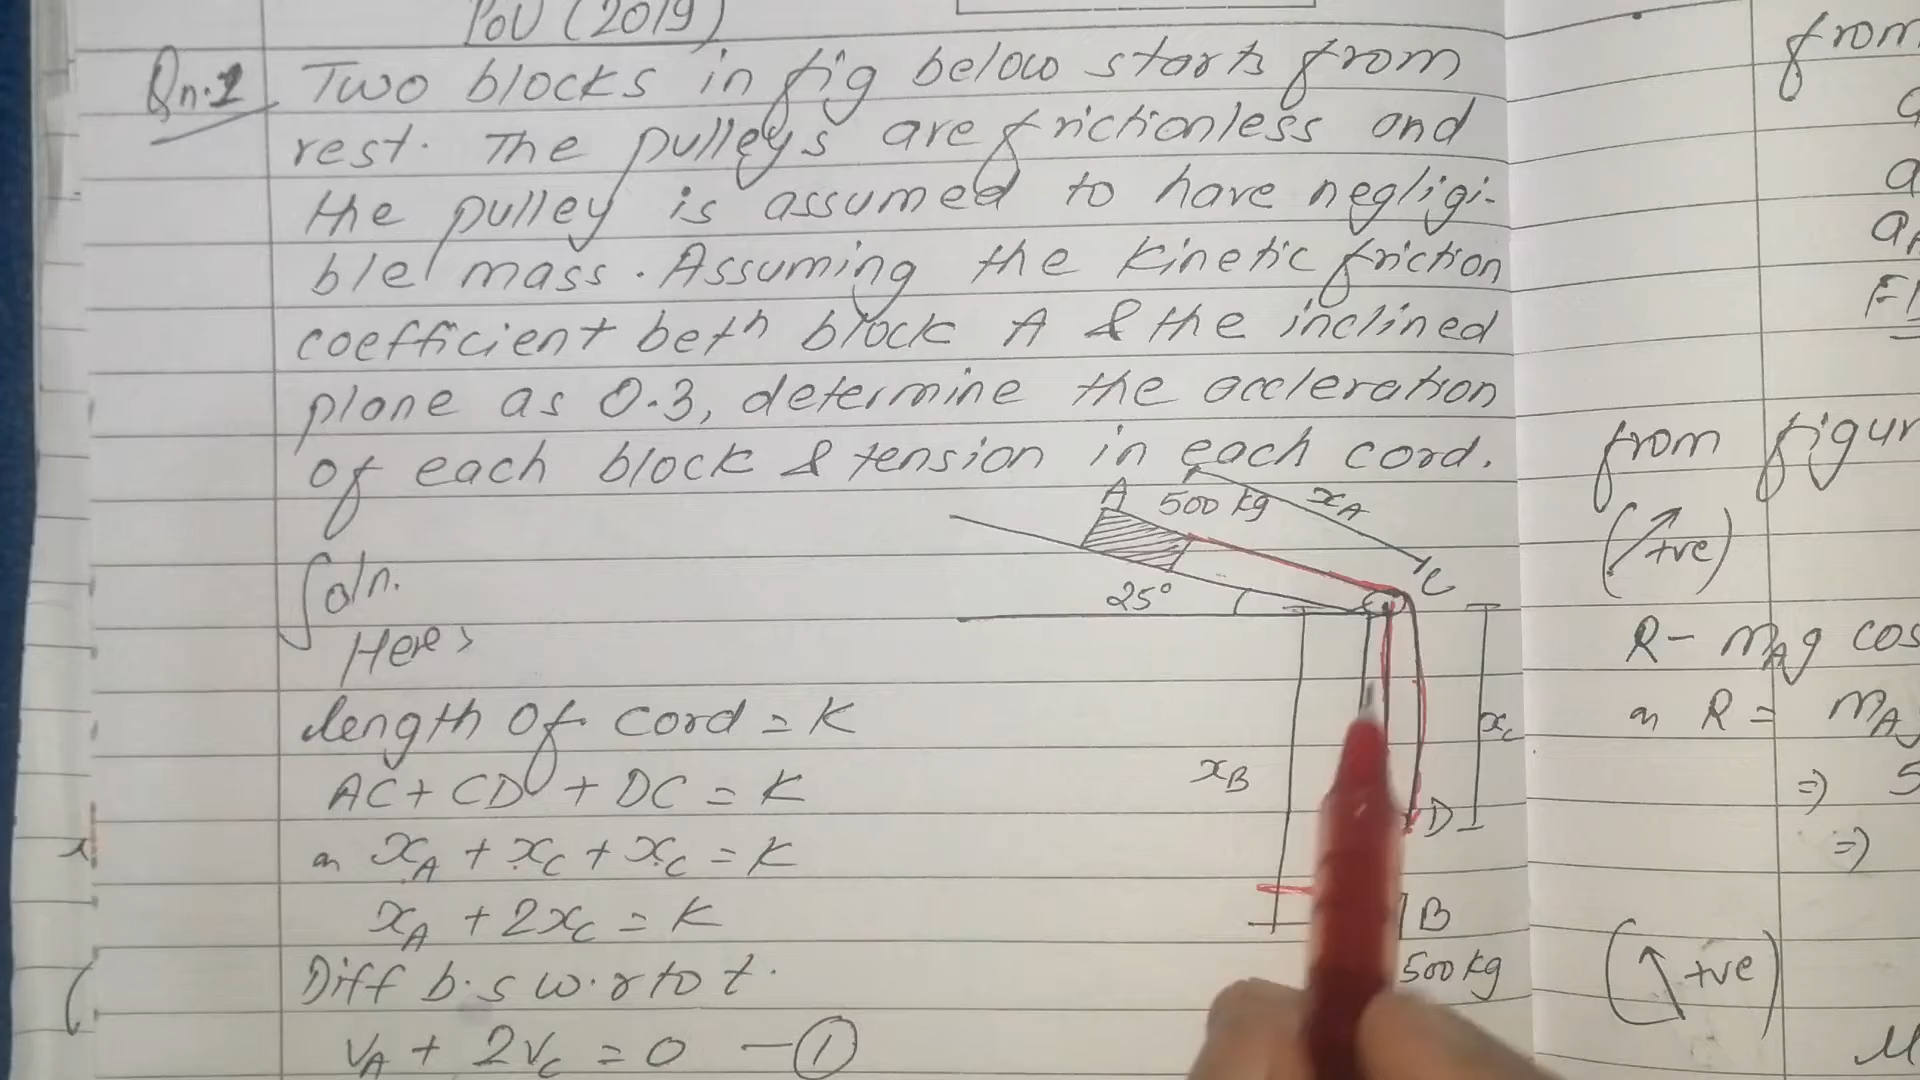 POU (2019)
Qn.1 Two blocks in fig below starts from
rest. The pulleys are frictionless and
the pulley is assumed to have negligi-
ble mass. Assuming the kinetic friction
coefficient betn block A & the inclined
plane as 0.3, determine the accleration
of each block & tension in each cord.
A 500 kg xA
C
25°
Soln.
Here,
length of cord = K
AC + CD + DC = K
xB
xC
D
xA + xC + xC = K
xA + 2xC = K
B
500 kg
Diff b.s w.r to t.
VA + 2VC = 0 — ①
from
a
a
from figur
(↗ +ve)
R - mAg cos
R = mA
=> 5
=>
(↖ +ve)